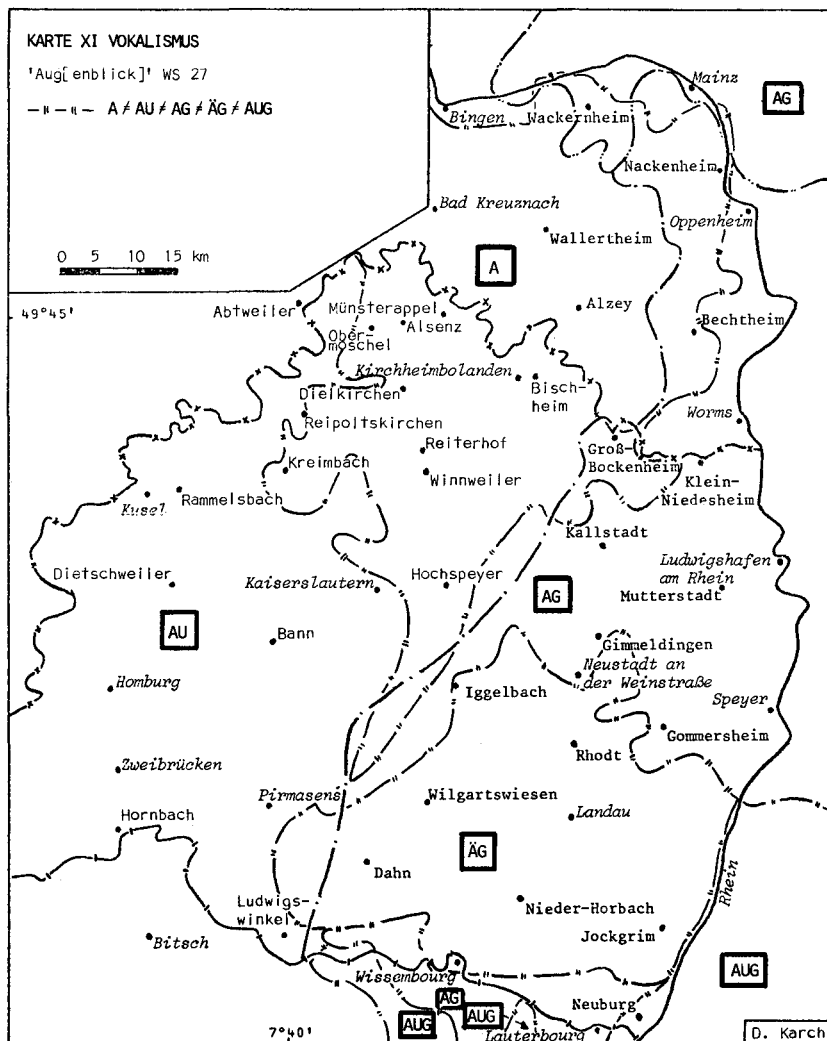 KARTE XI VOKALISMUS
'Aug[enblick]' WS 27
A ≠ AU ≠ AG ≠ ÄG ≠ AUG
0 5 10 15 km
Mainz
AG
Bingen
Wackernheim
Nackenheim
Bad Kreuznach
Oppenheim
Wallertheim
A
49°45'
Abtweiler
Münsterappel
Alzey
Alsenz
Ober-
moschel
Bechtheim
Kirchheimbolanden
Bisch-
heim
Dielkirchen
Reipoltskirchen
Worms
Reiterhof
Groß-
Bockenheim
Kreimbach
Winnweiler
Klein-
Niedesheim
Kusel
Rammelsbach
Kallstadt
Dietschweiler
Kaiserslautern
Hochspeyer
Ludwigshafen
am Rhein
AG
Mutterstadt
AU
Bann
Gimmeldingen
Neustadt an
der Weinstraße
Homburg
Iggelbach
Speyer
Gommersheim
Rhodt
Zweibrücken
Pirmasens
Wilgartswiesen
Landau
Hornbach
ÄG
Dahn
Rhein
Ludwigs-
winkel
Nieder-Horbach
Bitsch
Jockgrim
Wissembourg
AUG
AG
AUG
AUG
Neuburg
Lauterbourg
7°40'
D. Karch